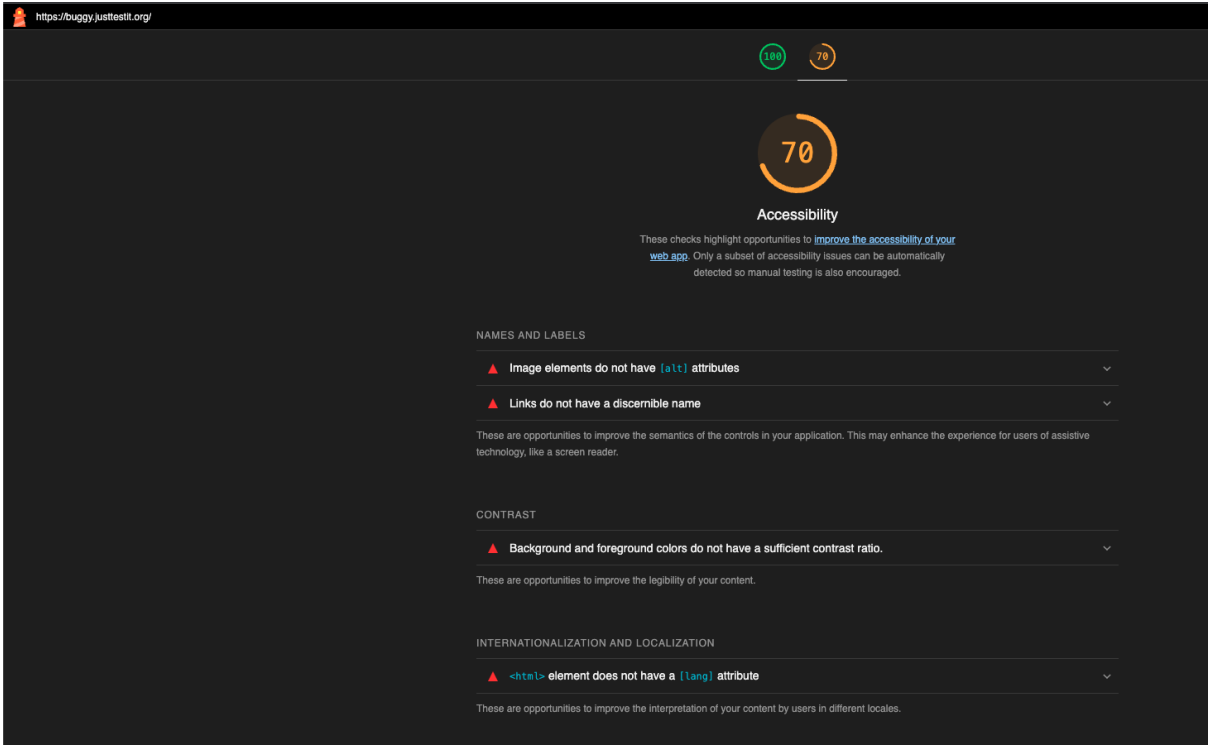 https://buggy.justtestit.org/
100
70
70
Accessibility
These checks highlight opportunities to improve the accessibility of your
web app. Only a subset of accessibility issues can be automatically
detected so manual testing is also encouraged.
NAMES AND LABELS
Image elements do not have [alt] attributes
Links do not have a discernible name
These are opportunities to improve the semantics of the controls in your application. This may enhance the experience for users of assistive
technology, like a screen reader.
CONTRAST
Background and foreground colors do not have a sufficient contrast ratio.
These are opportunities to improve the legibility of your content.
INTERNATIONALIZATION AND LOCALIZATION
<html> element does not have a [lang] attribute
These are opportunities to improve the interpretation of your content by users in different locales.